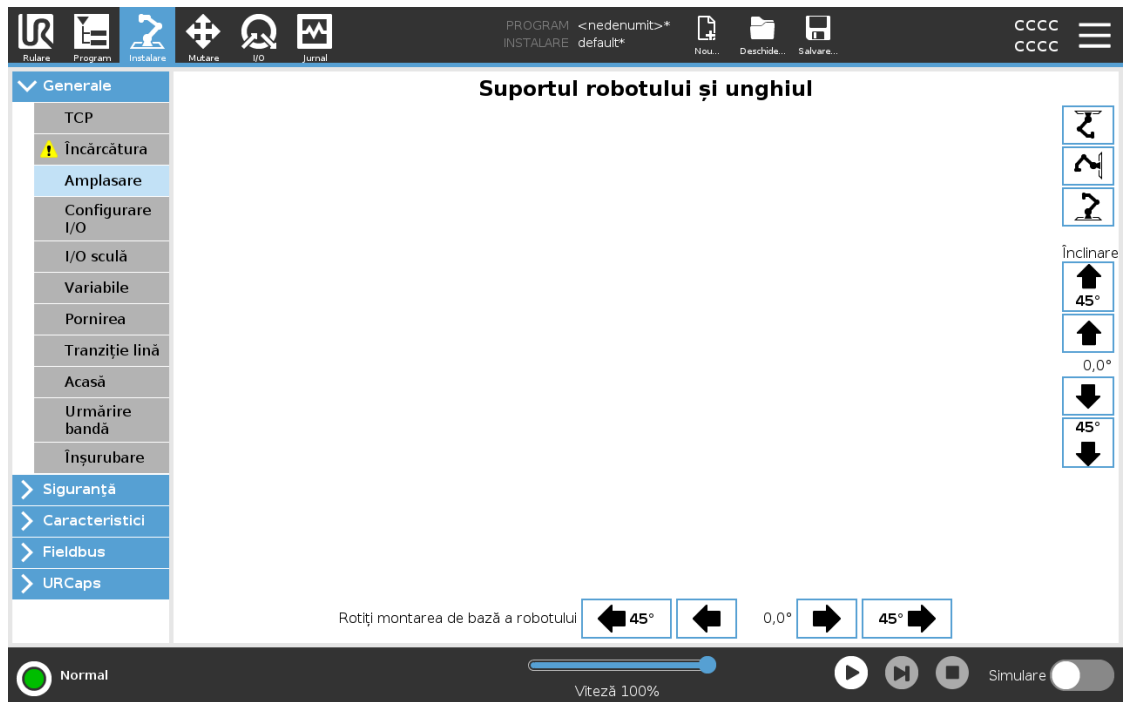 Rulare
Program
Instalare
Mutare
I/O
Jurnal
PROGRAM <nedenumit>*
INSTALARE default*
Nou...
Deschide...
Salvare...
CCCC
CCCC
Generale
TCP
Încărcătura
Amplasare
Configurare
I/O
I/O sculă
Variabile
Pornirea
Tranziție lină
Acasă
Urmărire
bandă
Înșurubare
Siguranță
Caracteristici
Fieldbus
URCaps
Suportul robotului și unghiul
Înclinare
45°
0,0°
45°
Rotiți montarea de bază a robotului 45° 0,0° 45°
Normal
Viteză 100%
Simulare